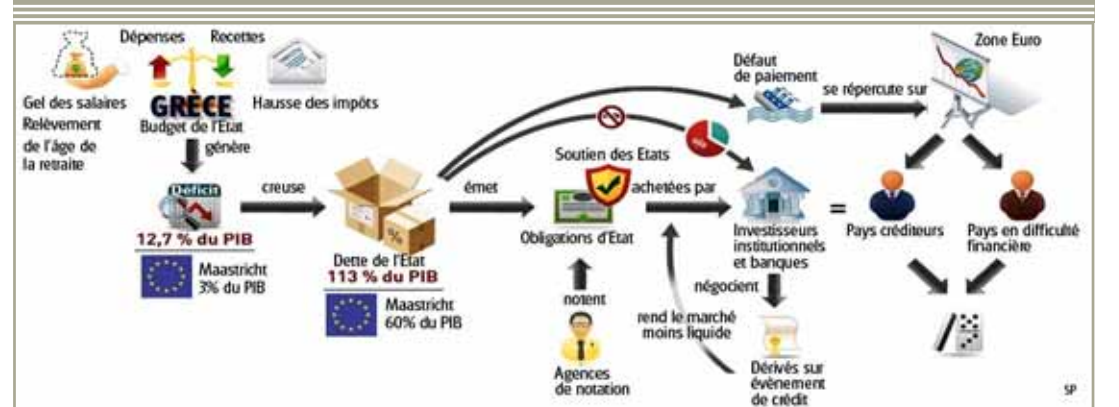 Dépenses
Recettes
GRÈCE
Budget de l'Etat
Gel des salaires
Relèvement
de l'âge de
la retraite
Hausse des impôts
génère
Déficit
12,7 % du PIB
Maastricht
3% du PIB
creuse
%
Dette de l'Etat
113 % du PIB
Maastricht
60% du PIB
émet
Soutien des Etats
Obligations d'Etat
notent
Agences
de notation
achetées par
Investisseurs
institutionnels
et banques
négocient
rend le marché
moins liquide
Dérivés sur
évènement
de crédit
Défaut
de paiement
se répercute sur
Zone Euro
=
Pays créditeurs
Pays en difficulté
financière
SP